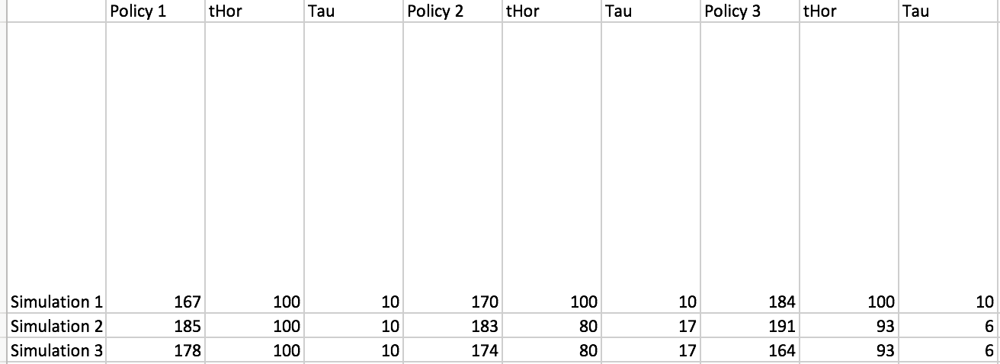 Policy 1 tHor Tau Policy 2 tHor Tau Policy 3 tHor Tau
Simulation 1 167 100 10 170 100 10 184 100 10
Simulation 2 185 100 10 183 80 17 191 93 6
Simulation 3 178 100 10 174 80 17 164 93 6